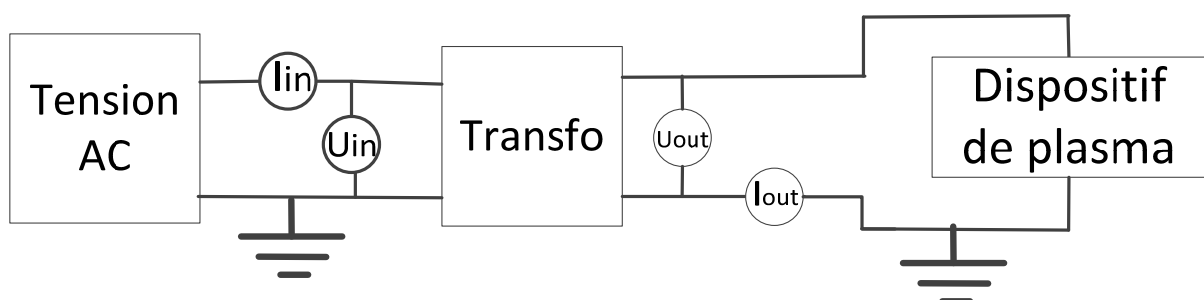 Tension
AC
Iin
Uin
Transfo
Uout
Iout
Dispositif
de plasma